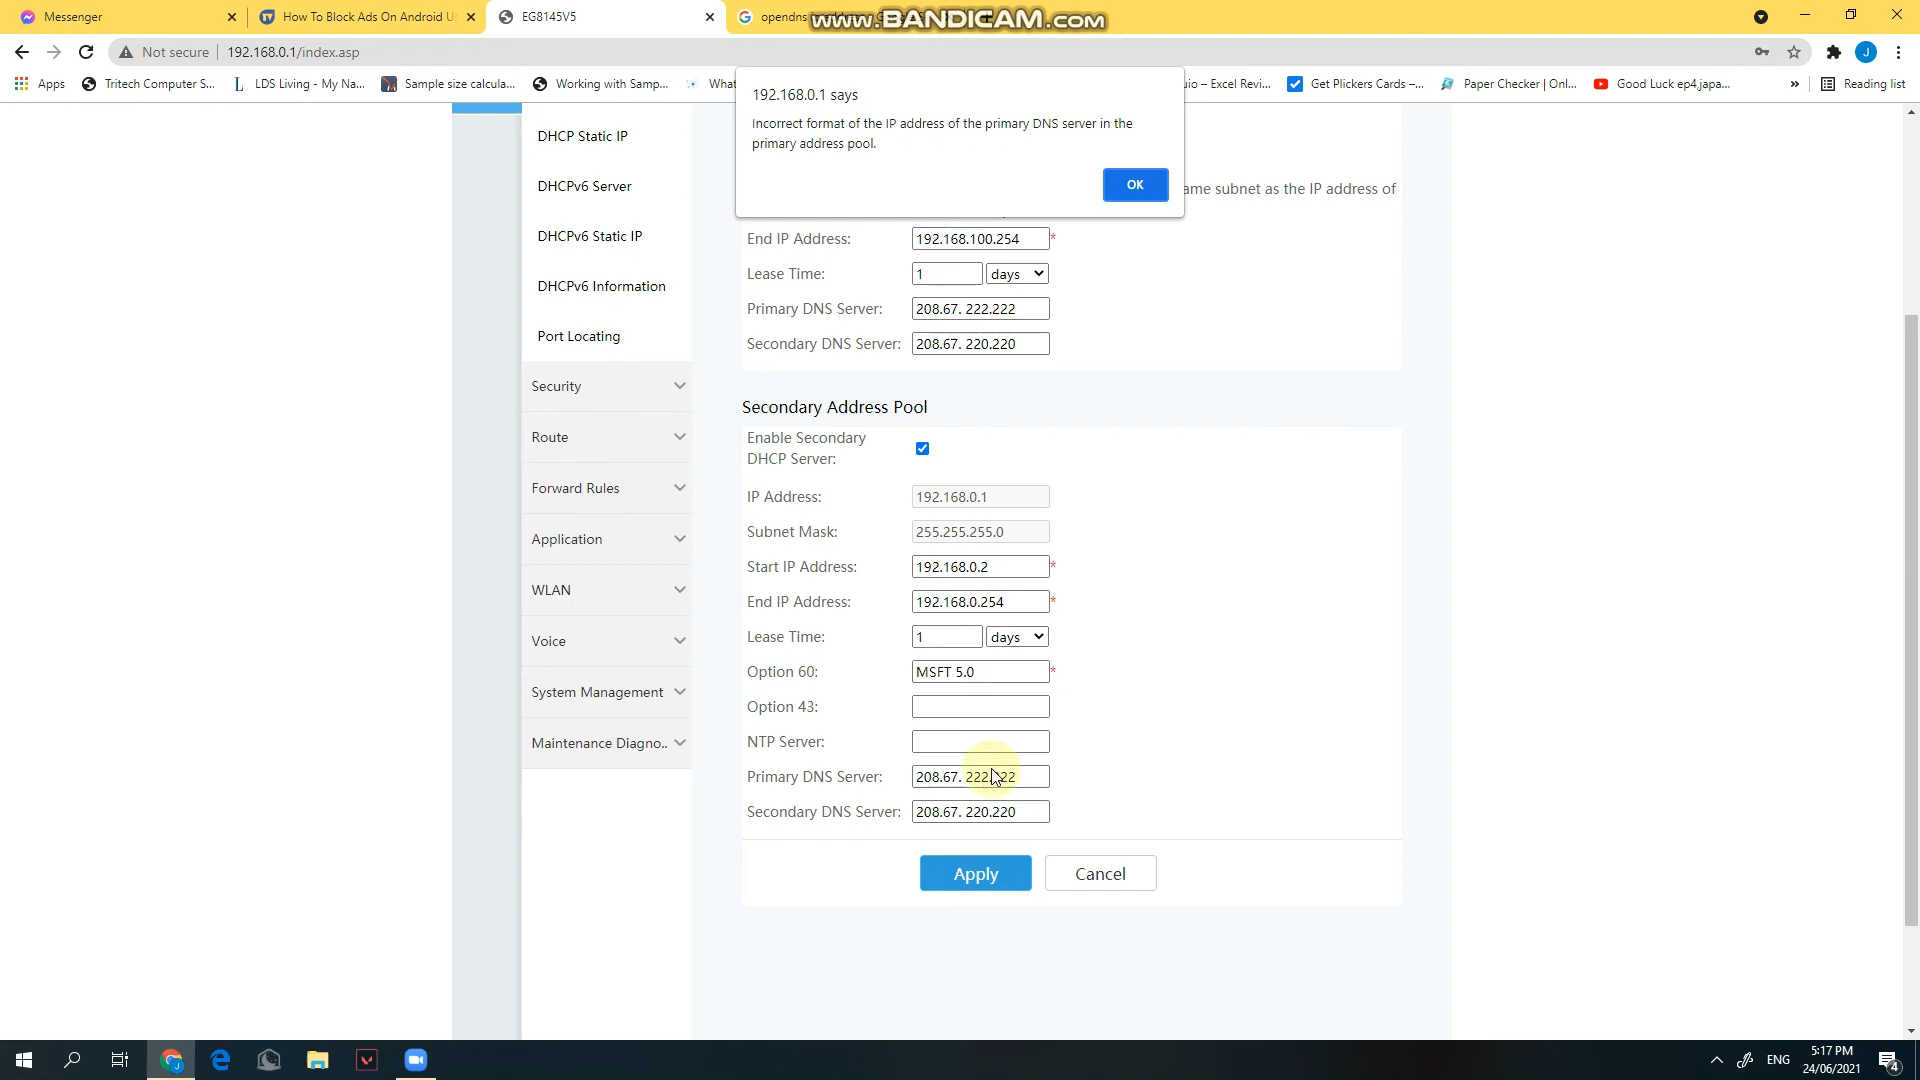 Messenger
How To Block Ads On Android U
EG8145V5
opendns
www.BANDICAM.com
Not secure
192.168.0.1/index.asp
J
Apps
Tritech Computer S...
LDS Living - My Na...
Sample size calcula...
Working with Samp...
What
uio – Excel Revi...
Get Plickers Cards –...
Paper Checker | Onl...
Good Luck ep4,japa...
»
Reading list
192.168.0.1 says
Incorrect format of the IP address of the primary DNS server in the
primary address pool.
OK
DHCP Static IP
DHCPv6 Server
DHCPv6 Static IP
DHCPv6 Information
Port Locating
Security
Route
Forward Rules
Application
WLAN
Voice
System Management
Maintenance Diagno..
ame subnet as the IP address of
End IP Address: 192.168.100.254*
Lease Time: 1 days
Primary DNS Server: 208.67. 222.222
Secondary DNS Server: 208.67. 220.220
Secondary Address Pool
Enable Secondary
DHCP Server:
IP Address: 192.168.0.1
Subnet Mask: 255.255.255.0
Start IP Address: 192.168.0.2*
End IP Address: 192.168.0.254*
Lease Time: 1 days
Option 60: MSFT 5.0*
Option 43:
NTP Server:
Primary DNS Server: 208.67. 222.222
Secondary DNS Server: 208.67. 220.220
Apply
Cancel
ENG
5:17 PM
24/06/2021
4